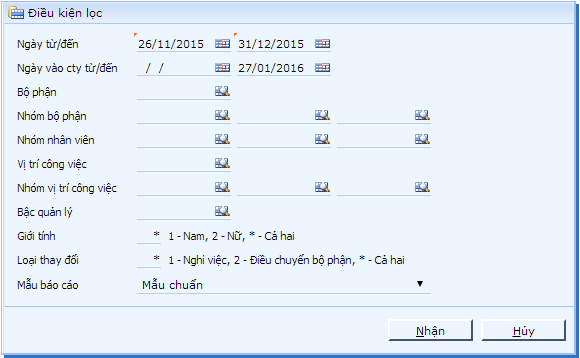 Điều kiện lọc
Ngày từ/đến 26/11/2015 31/12/2015
Ngày vào cty từ/đến / / 27/01/2016
Bộ phận
Nhóm bộ phận
Nhóm nhân viên
Vị trí công việc
Nhóm vị trí công việc
Bậc quản lý
Giới tính * 1 - Nam, 2 - Nữ, * - Cả hai
Loại thay đổi * 1 - Nghỉ việc, 2 - Điều chuyển bộ phận, * - Cả hai
Mẫu báo cáo Mẫu chuẩn
Nhận Hủy